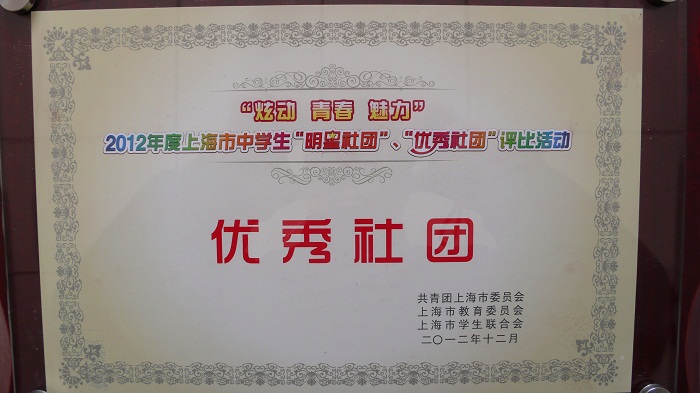 “炫动 青春 魅力”
2012年度上海市中学生“明星社团”、“优秀社团”评比活动
优秀社团
共青团上海市委员会
上海市教育委员会
上海市学生联合会
二〇一二年十二月